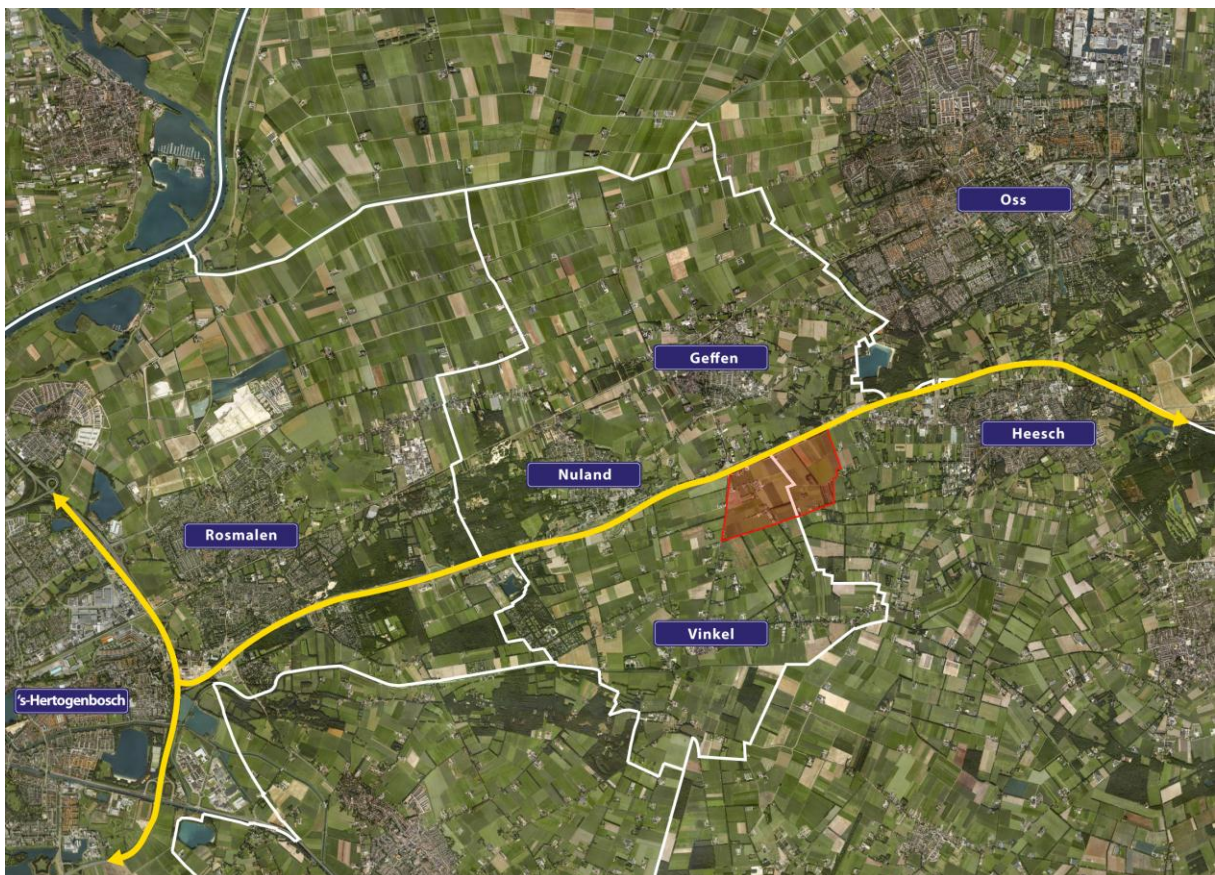 Oss
Geffen
Heesch
Nuland
Rosmalen
Vinkel
's-Hertogenbosch